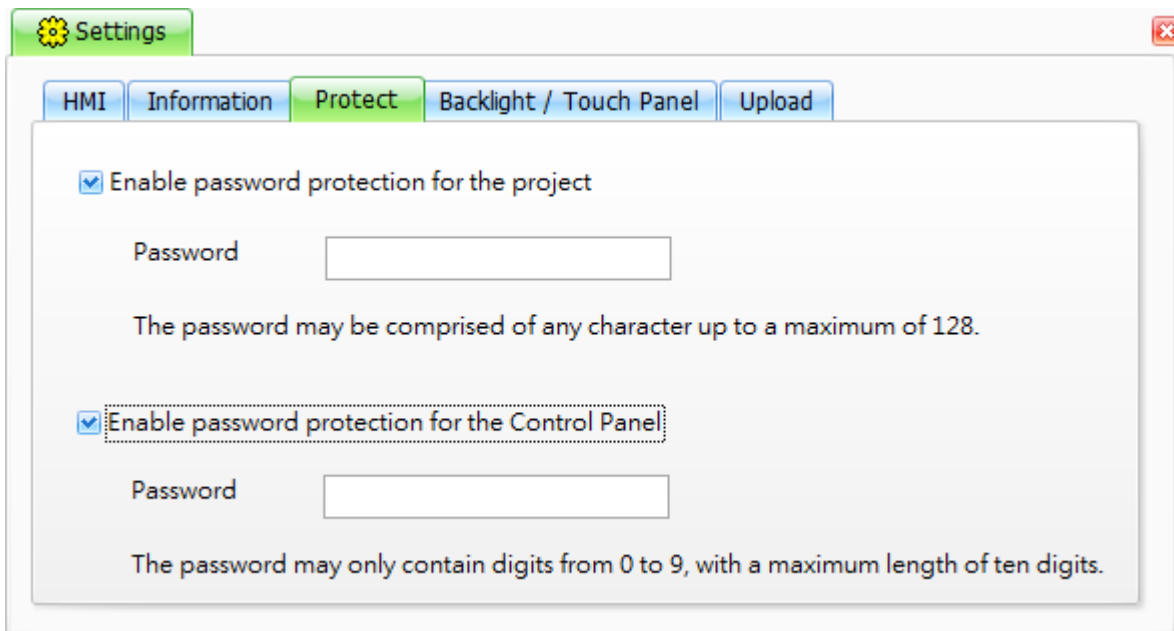 Settings
HMI Information Protect Backlight / Touch Panel Upload
Enable password protection for the project
Password
The password may be comprised of any character up to a maximum of 128.
Enable password protection for the Control Panel
Password
The password may only contain digits from 0 to 9, with a maximum length of ten digits.